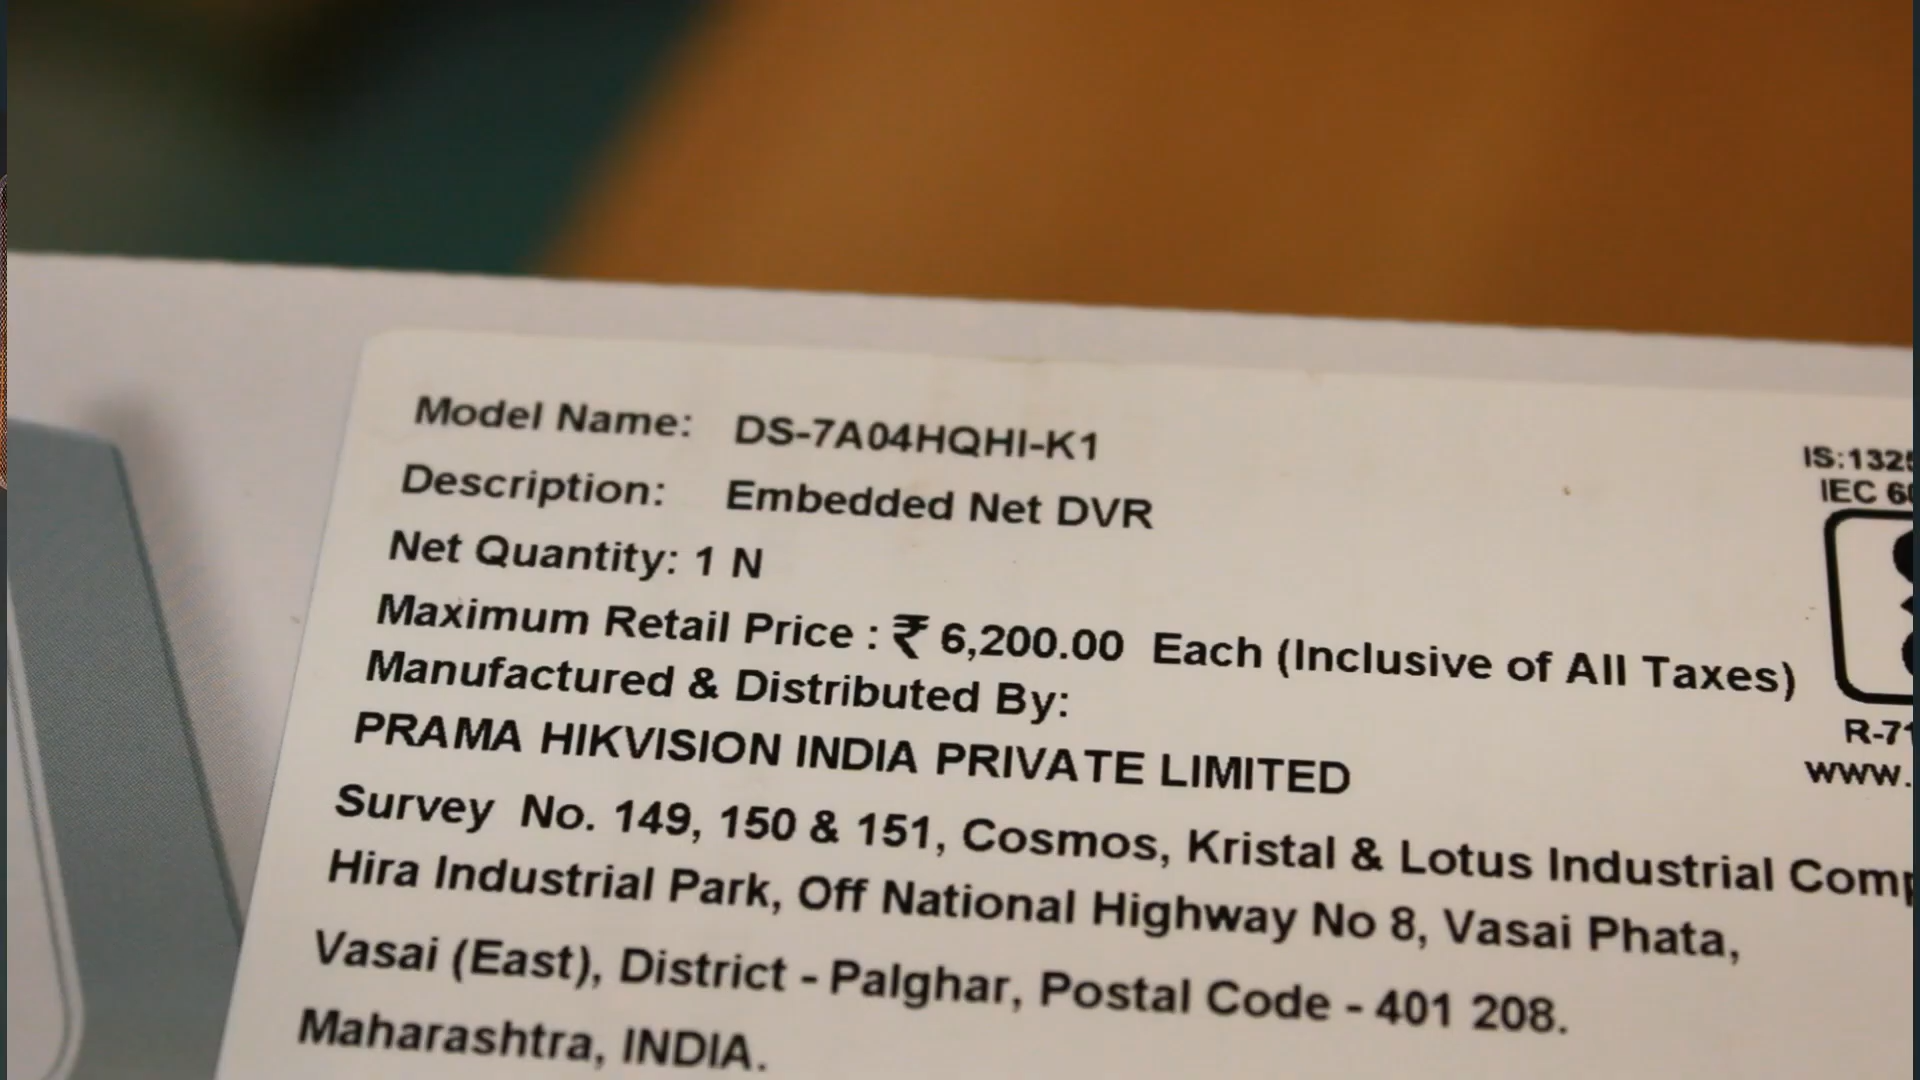 Model Name: DS-7A04HQHI-K1
Description: Embedded Net DVR
Net Quantity: 1 N
Maximum Retail Price : ₹ 6,200.00 Each (Inclusive of All Taxes)
Manufactured & Distributed By:
PRAMA HIKVISION INDIA PRIVATE LIMITED
Survey No. 149, 150 & 151, Cosmos, Kristal & Lotus Industrial Comp
Hira Industrial Park, Off National Highway No 8, Vasai Phata,
Vasai (East), District - Palghar, Postal Code - 401 208.
Maharashtra, INDIA.
IS:132
IEC 6
R-7
www.